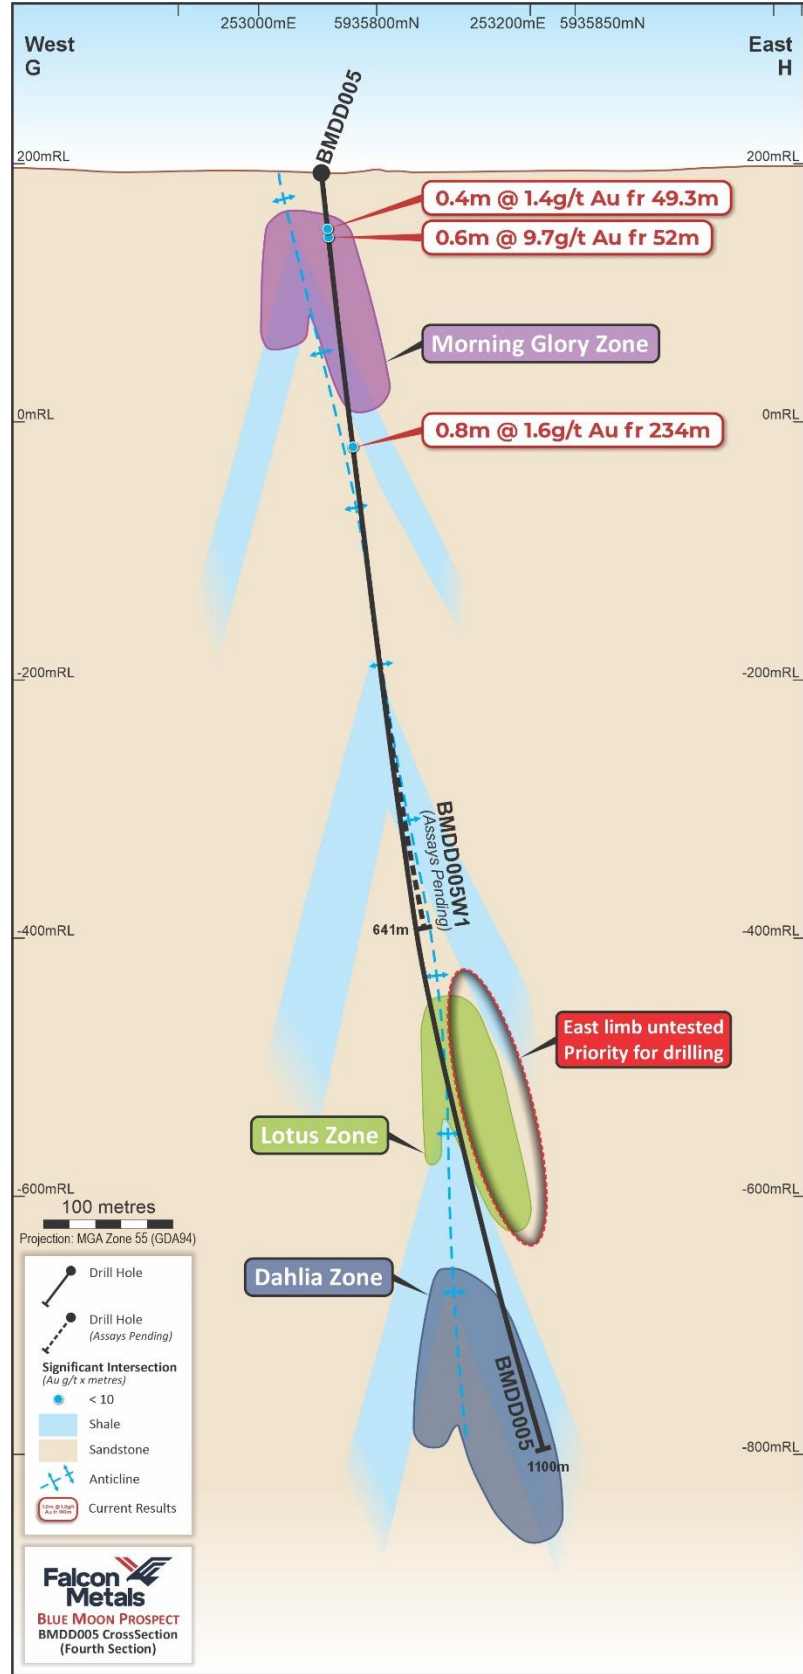 253000mE
5935800mN
253200mE
5935850mN
West
G
East
H
BMDD005
200mRL
200mRL
0.4m @ 1.4g/t Au fr 49.3m
0.6m @ 9.7g/t Au fr 52m
Morning Glory Zone
0mRL
0mRL
0.8m @ 1.6g/t Au fr 234m
-200mRL
-200mRL
BMDD005W1
(Assays Pending)
641m
-400mRL
-400mRL
East limb untested
Priority for drilling
Lotus Zone
-600mRL
-600mRL
100 metres
Projection: MGA Zone 55 (GDA94)
Dahlia Zone
Drill Hole
Drill Hole
(Assays Pending)
Significant Intersection
(Au g/t x metres)
< 10
Shale
Sandstone
Anticline
Current Results
BMDD005
1100m
-800mRL
Falcon
Metals
BLUE MOON PROSPECT
BMDD005 CrossSection
(Fourth Section)